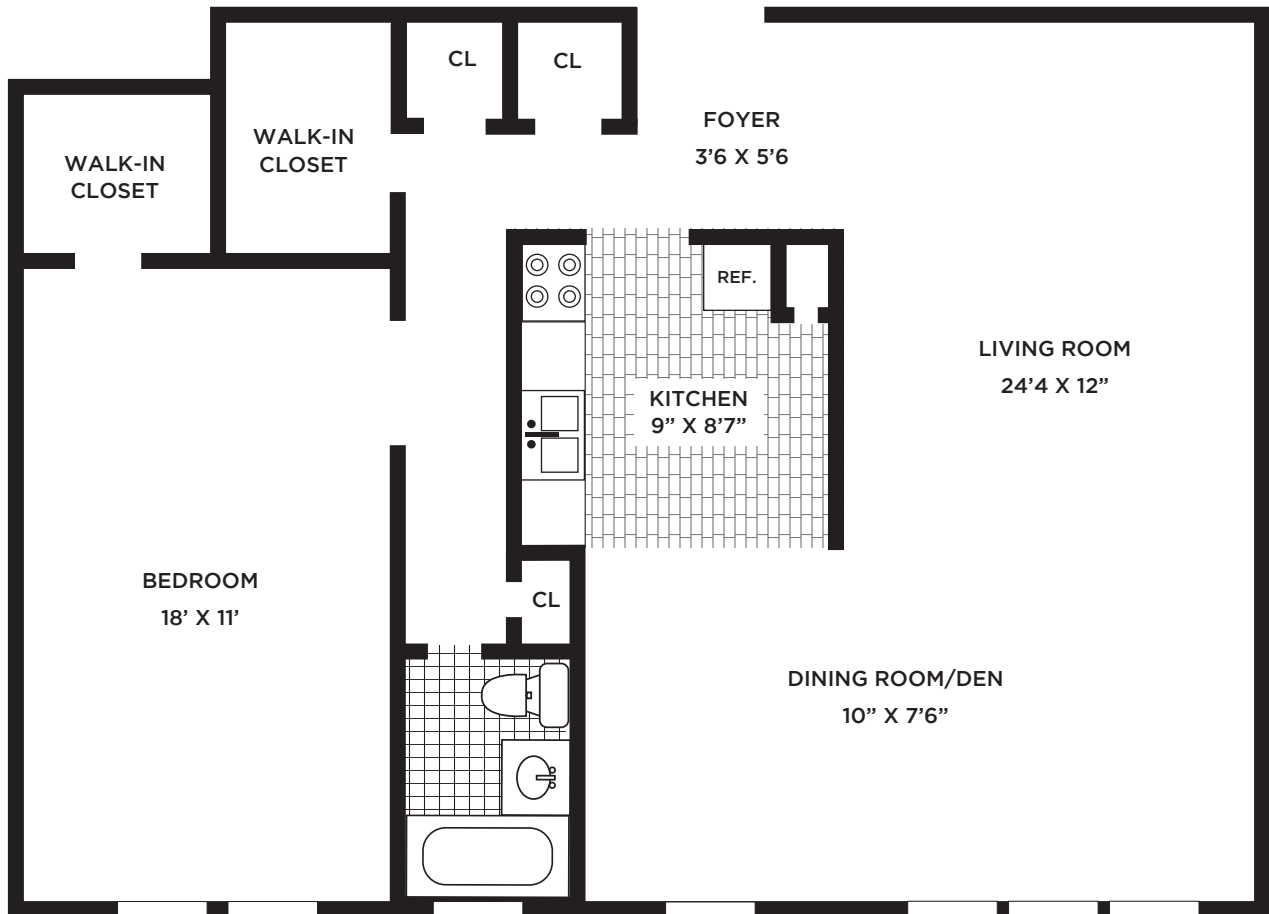 CL
CL
FOYER
3’6 X 5’6
WALK-IN
CLOSET
WALK-IN
CLOSET
REF.
LIVING ROOM
24’4 X 12”
KITCHEN
9” X 8’7”
BEDROOM
18’ X 11'
CL
DINING ROOM/DEN
10” X 7’6”